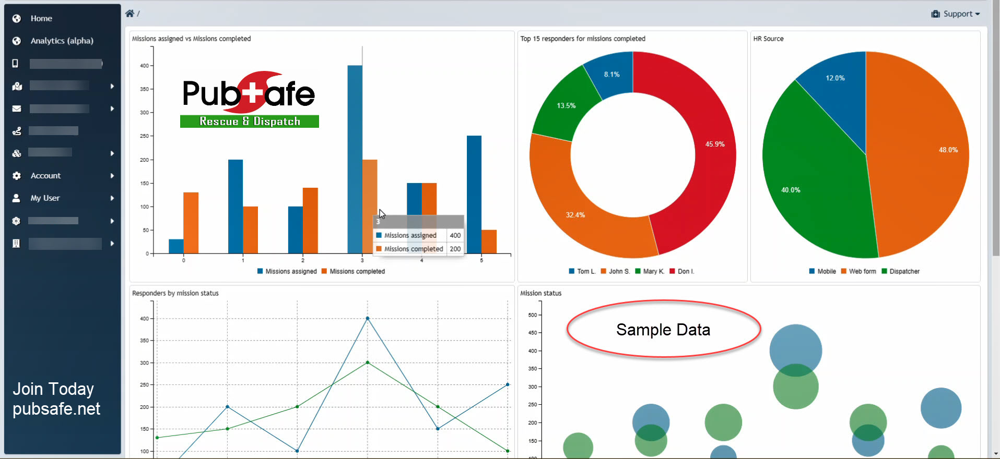 Home
Analytics (alpha)
Account
My User
Join Today
pubsafe.net
/
Support
Missions assigned vs Missions completed
400
350
300
250
200
150
100
50
0
0
1
2
3
4
5
PubSafe
Rescue & Dispatch
3
Missions assigned 400
Missions completed 200
Missions assigned Missions completed
Top 15 responders for missions completed
8.1%
13.5%
45.9%
32.4%
Tom L. John S. Mary K. Don I.
HR Source
12.0%
48.0%
40.0%
Mobile Web form Dispatcher
Responders by mission status
400
350
300
250
200
150
100
Mission status
500
450
400
350
300
250
200
150
100
Sample Data